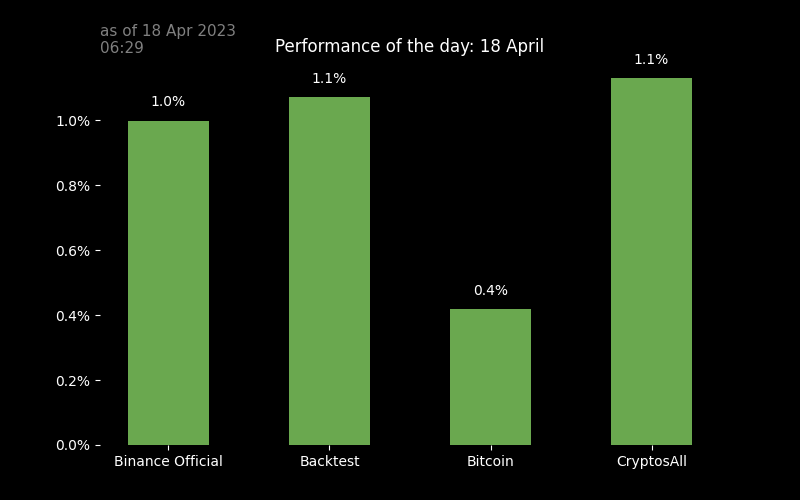 as of 18 Apr 2023
06:29
Performance of the day: 18 April
1.0%
1.1%
0.4%
1.1%
1.0%
0.8%
0.6%
0.4%
0.2%
0.0%
Binance Official
Backtest
Bitcoin
CryptosAll